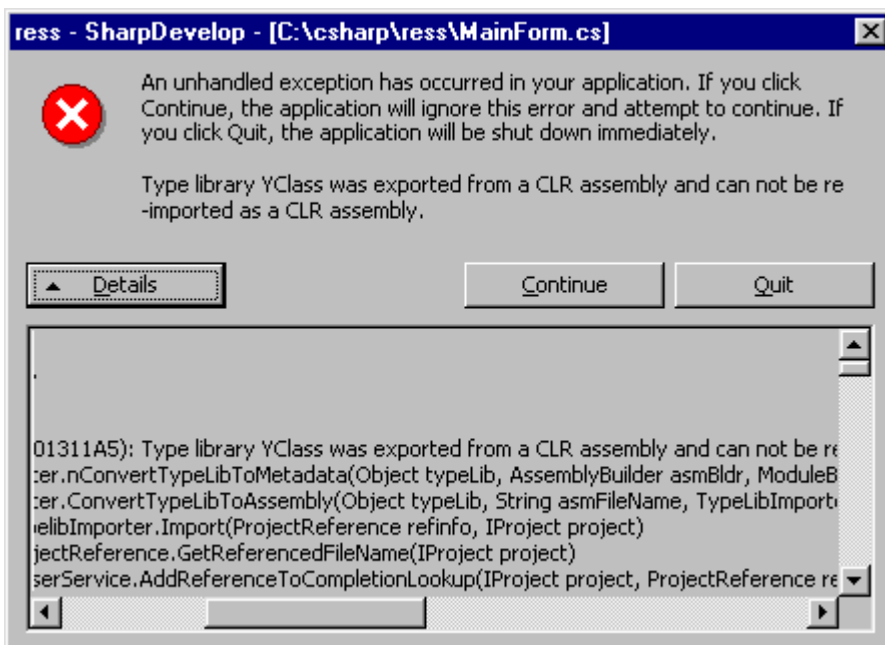 ress - SharpDevelop - [C:\csharp\ress\MainForm.cs]
An unhandled exception has occurred in your application. If you click
Continue, the application will ignore this error and attempt to continue. If
you click Quit, the application will be shut down immediately.
Type library YClass was exported from a CLR assembly and can not be re
-imported as a CLR assembly.
Details
Continue
Quit
.
01311A5): Type library YClass was exported from a CLR assembly and can not be re
ter.nConvertTypeLibToMetadata(Object typeLib, AssemblyBuilder asmBldr, ModuleB
ter.ConvertTypeLibToAssembly(Object typeLib, String asmFileName, TypeLibImporte
elibImporter.Import(ProjectReference refinfo, IProject project)
jectReference.GetReferencedFileName(IProject project)
serService.AddReferenceToCompletionLookup(IProject project, ProjectReference re